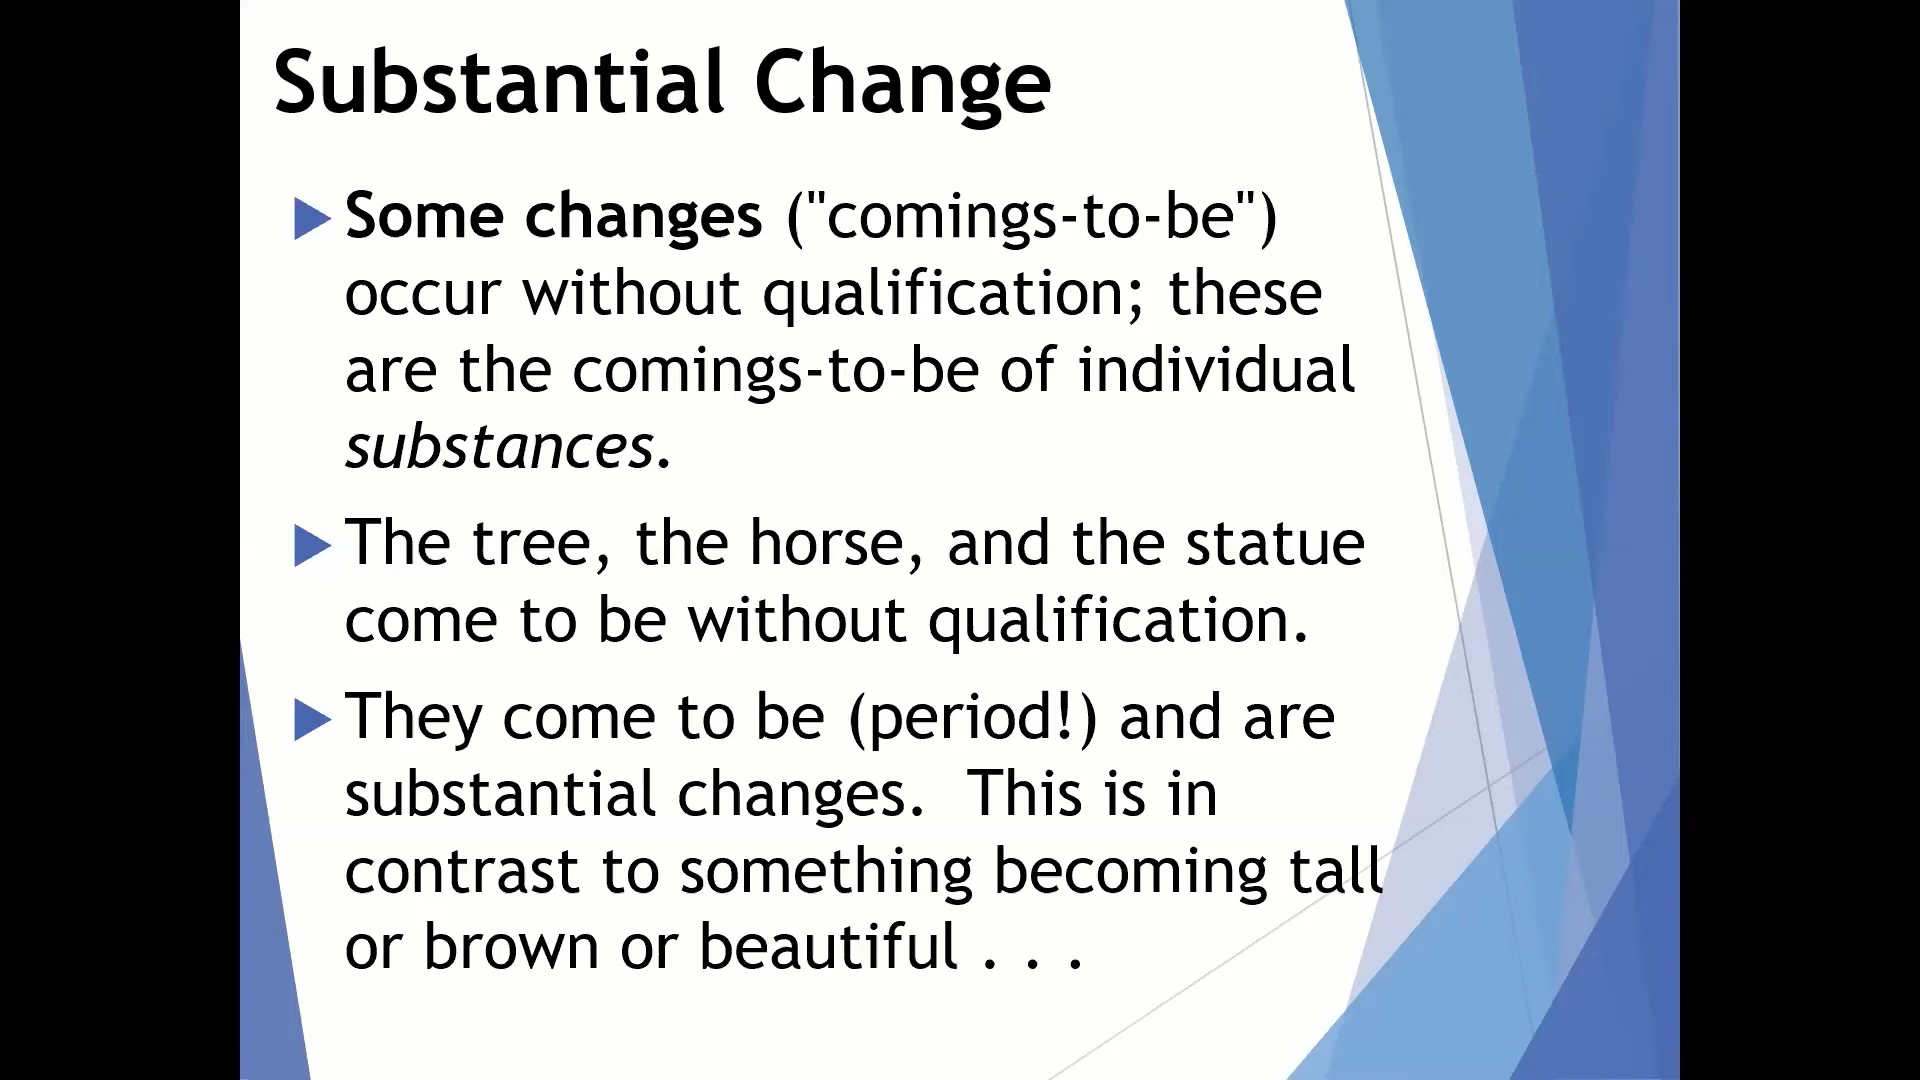 Substantial Change
Some changes ("comings-to-be")
occur without qualification; these
are the comings-to-be of individual
substances.
The tree, the horse, and the statue
come to be without qualification.
They come to be (period!) and are
substantial changes.  This is in
contrast to something becoming tall
or brown or beautiful . . .